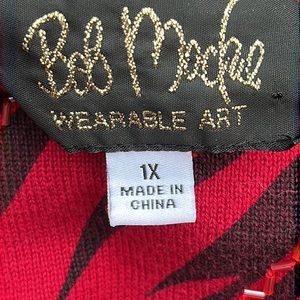 Bob Mackie
WEARABLE ART
1X
MADE IN
CHINA